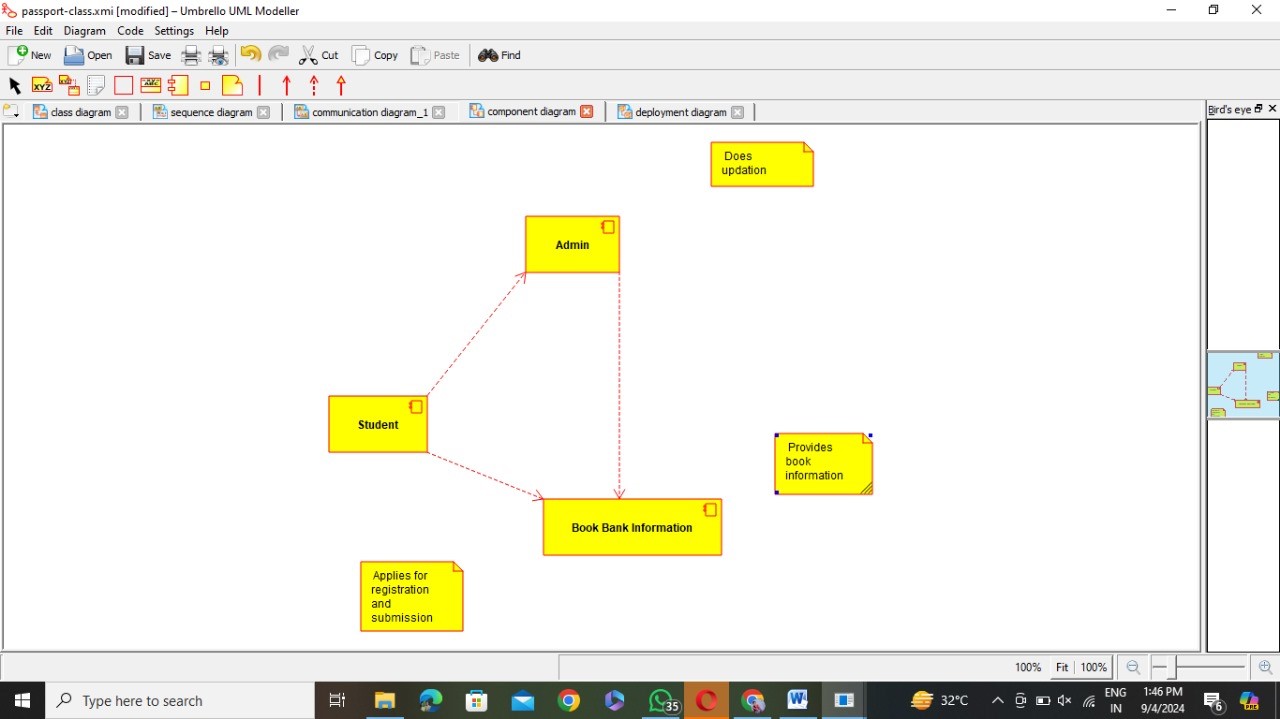 passport-class.xmi [modified] – Umbrello UML Modeller
File Edit Diagram Code Settings Help
New Open Save Cut Copy Paste Find
XYZ ABC
class diagram sequence diagram communication diagram_1 component diagram deployment diagram Bird's eye
Does
updation
Admin
Student
Provides
book
information
Book Bank Information
Applies for
registration
and
submission
100% Fit 100%
Type here to search 35 32°C ENG
IN 1:46 PM
9/4/2024 6